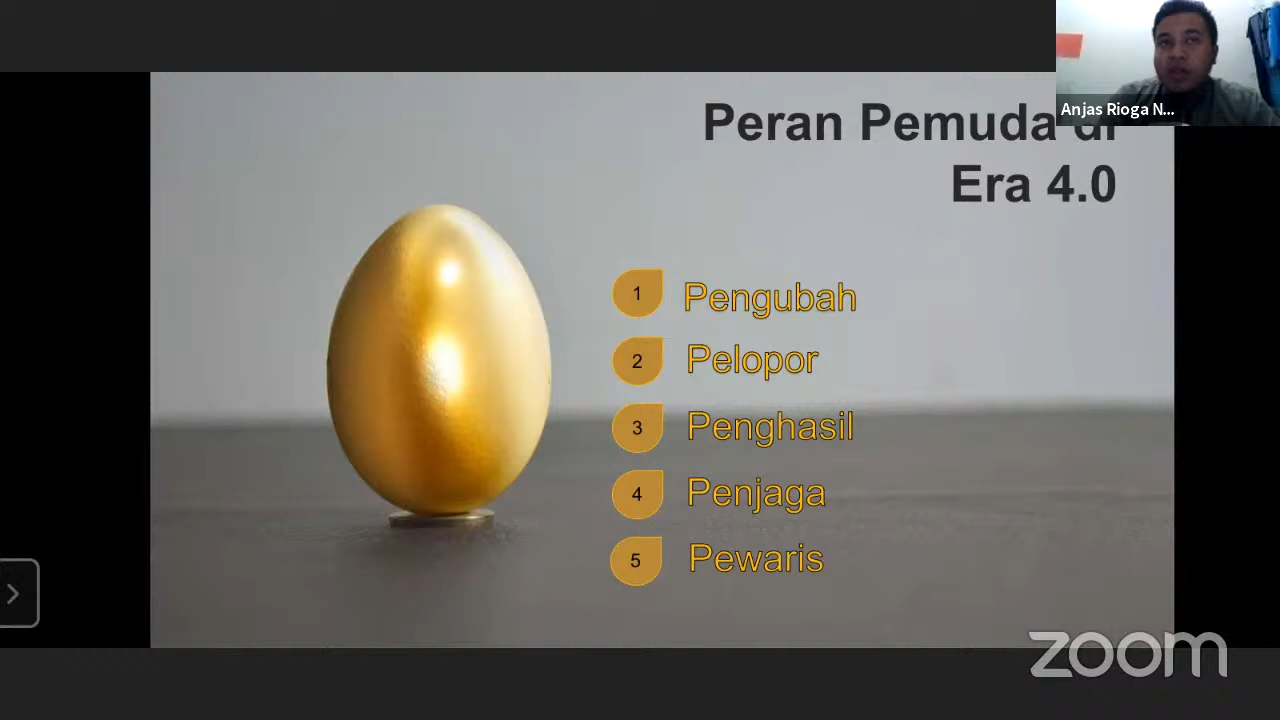 Anjas Rioga N...
Peran Pemuda di
Era 4.0
1 Pengubah
2 Pelopor
3 Penghasil
4 Penjaga
5 Pewaris
zoom